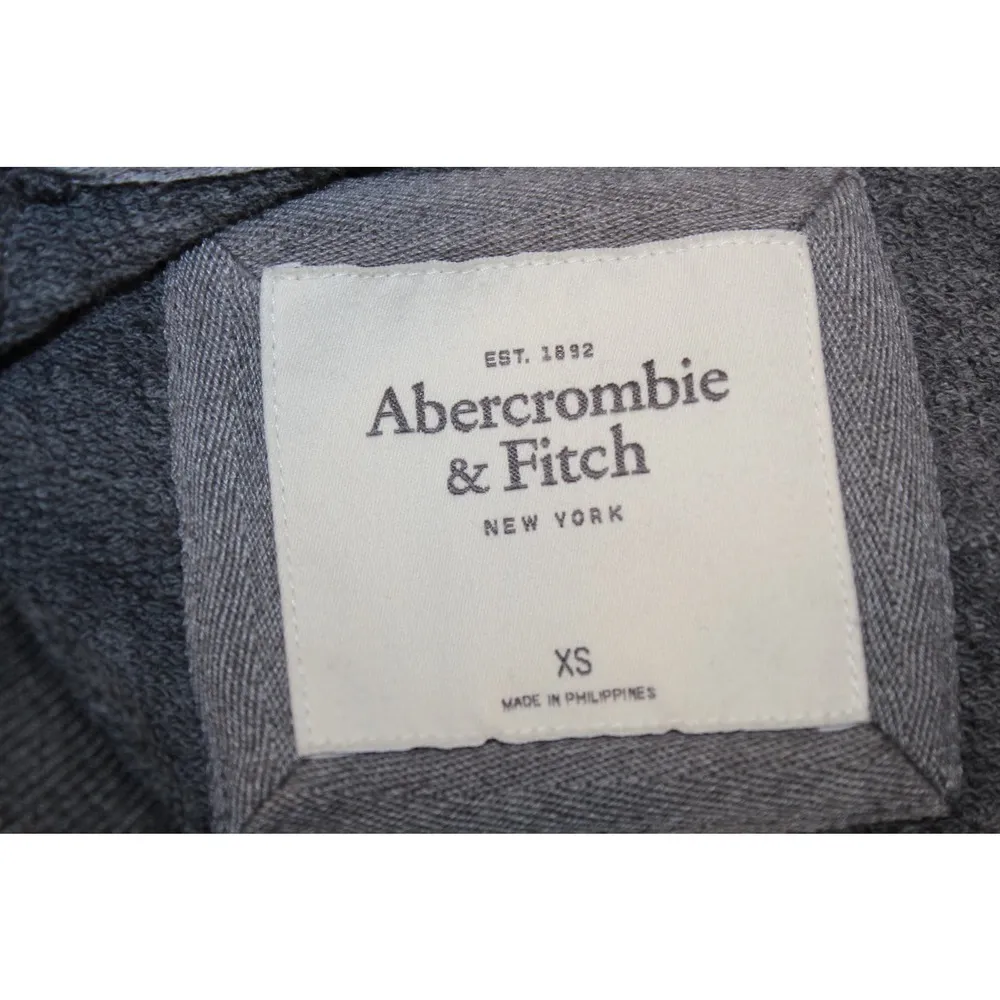 EST. 1892
Abercrombie
& Fitch
NEW YORK
XS
MADE IN PHILIPPINES